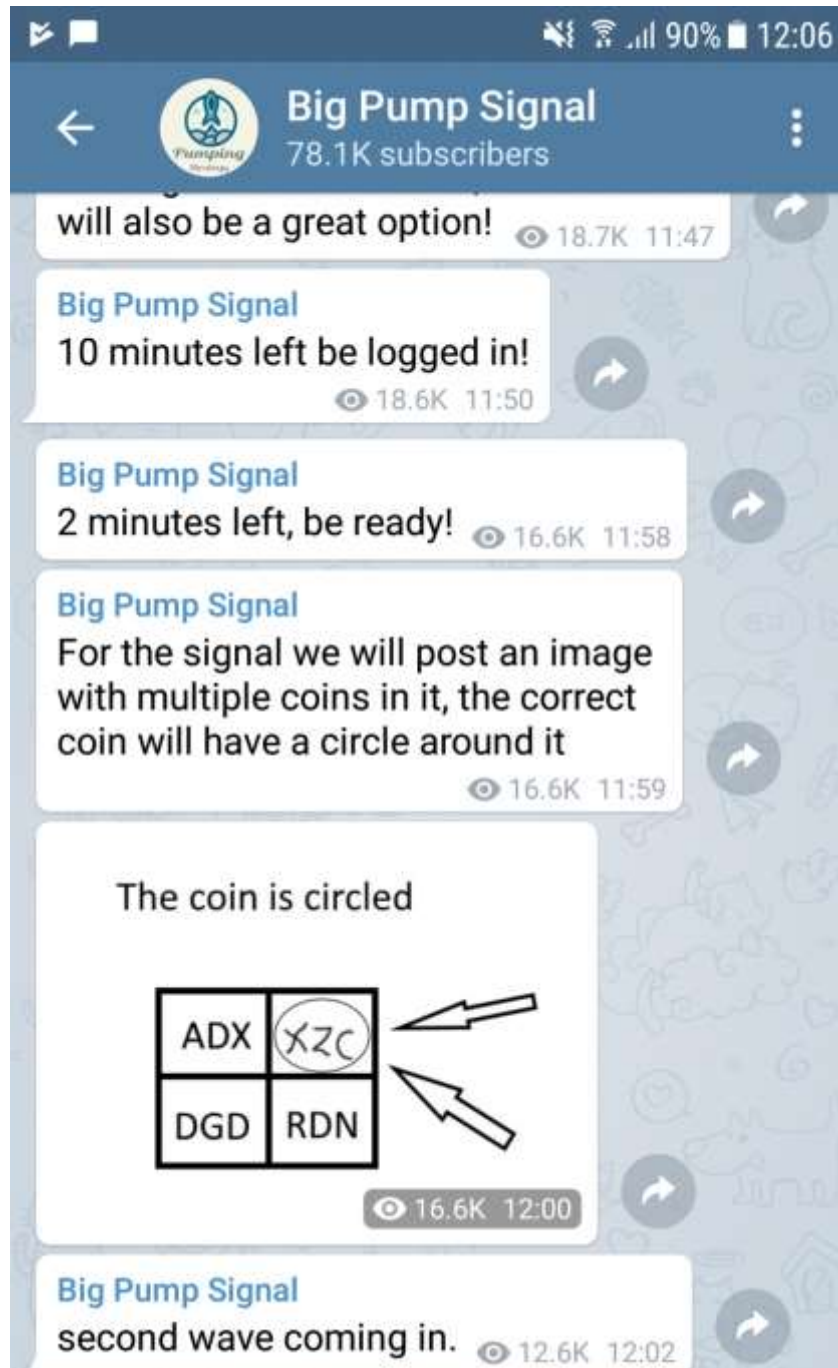 90% 12:06
Big Pump Signal
Pumping
78.1K subscribers
will also be a great option!
18.7K 11:47
Big Pump Signal
10 minutes left be logged in!
18.6K 11:50
Big Pump Signal
2 minutes left, be ready!
16.6K 11:58
Big Pump Signal
For the signal we will post an image
with multiple coins in it, the correct
coin will have a circle around it
16.6K 11:59
The coin is circled
ADX XZC
DGD RDN
16.6K 12:00
Big Pump Signal
second wave coming in.
12.6K 12:02